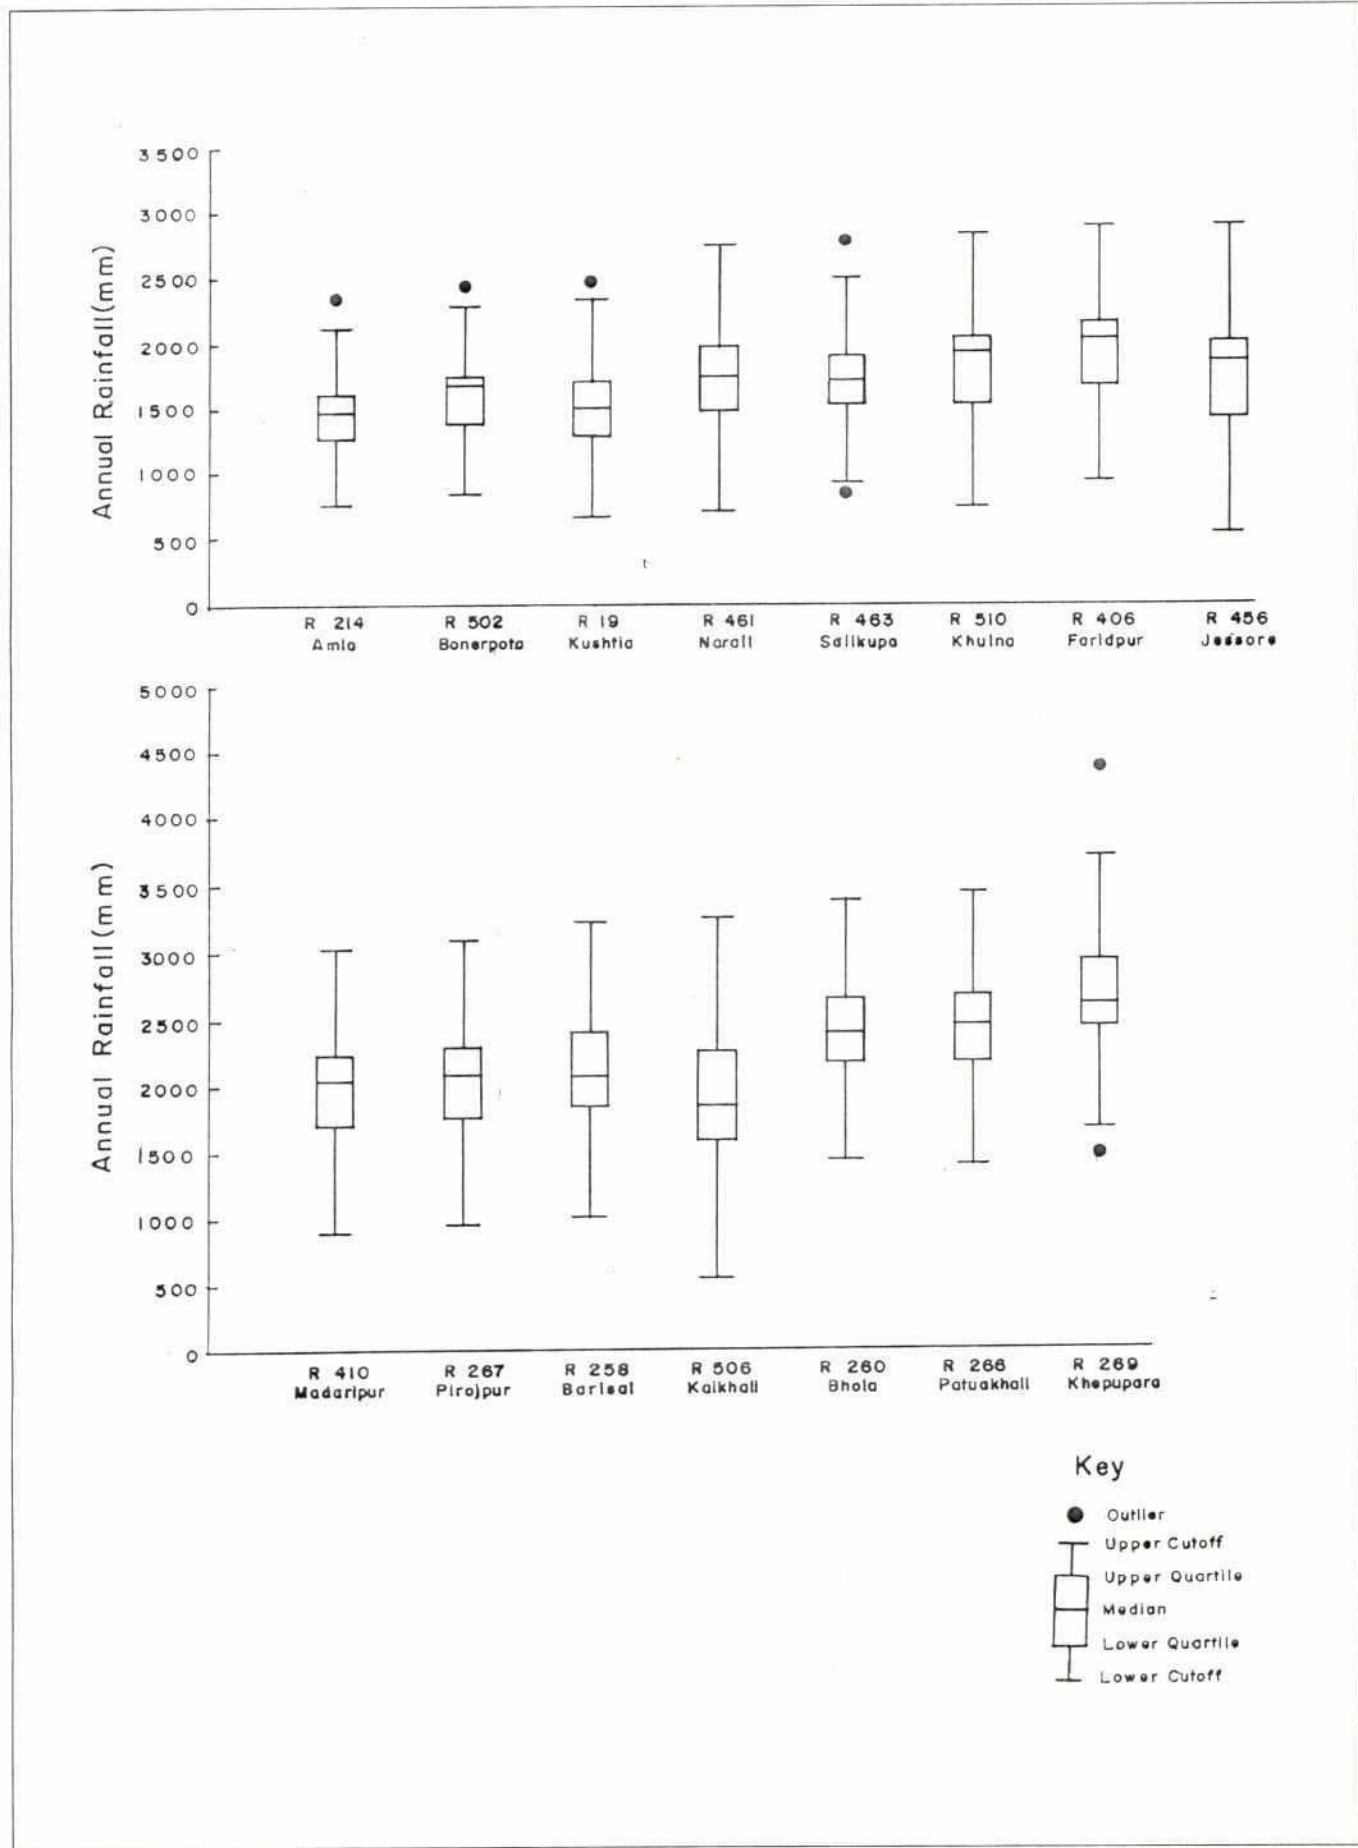 Annual Rainfall(mm)
3500
3000
2500
2000
1500
1000
500
0
R 214 R 502 R 19 R 461 R 463 R 510 R 406 R 456
Amla Bonerpota Kushtia Narail Sailkupa Khulna Faridpur Jessore
Annual Rainfall(mm)
5000
4500
4000
3500
3000
2500
2000
1500
1000
500
0
R 410 R 267 R 258 R 506 R 260 R 266 R 269
Madaripur Pirojpur Barisal Kaikhali Bhola Patuakhali Khepupara
Key
Outlier
Upper Cutoff
Upper Quartile
Median
Lower Quartile
Lower Cutoff